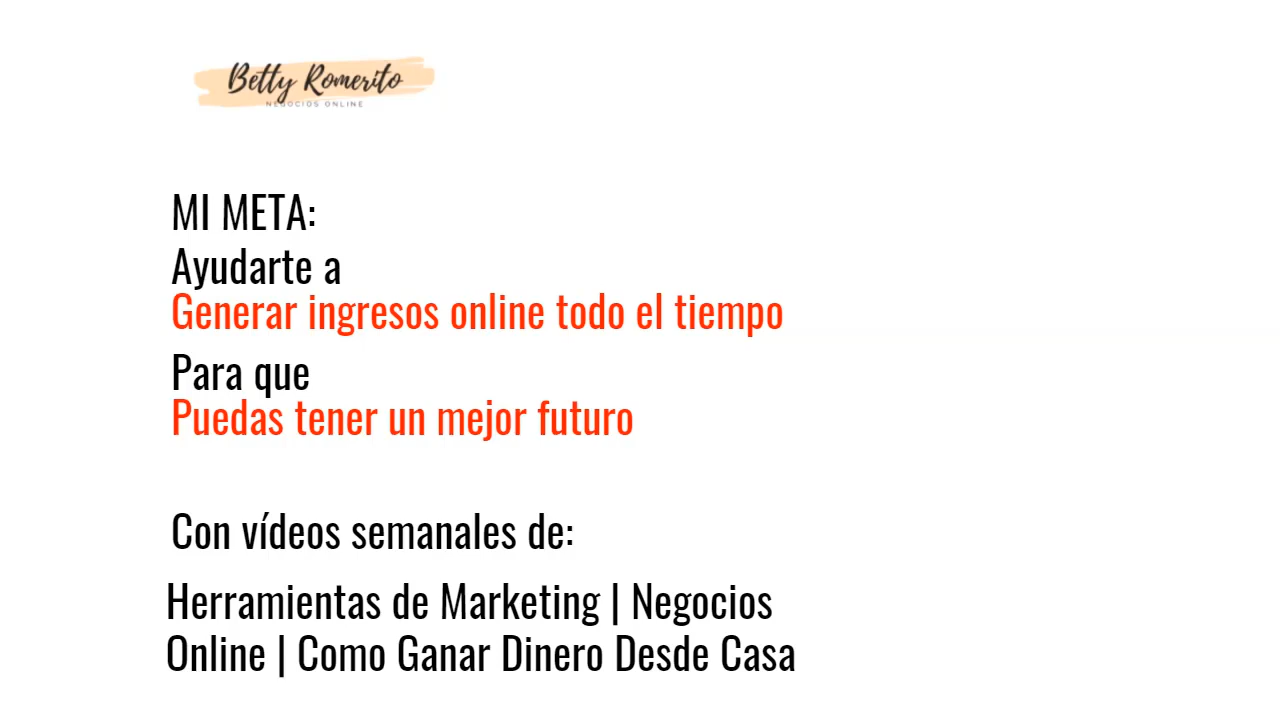 Betty Romerito
NEGOCIOS ONLINE
MI META:
Ayudarte a
Generar ingresos online todo el tiempo
Para que
Puedas tener un mejor futuro
Con vídeos semanales de:
Herramientas de Marketing | Negocios
Online | Como Ganar Dinero Desde Casa